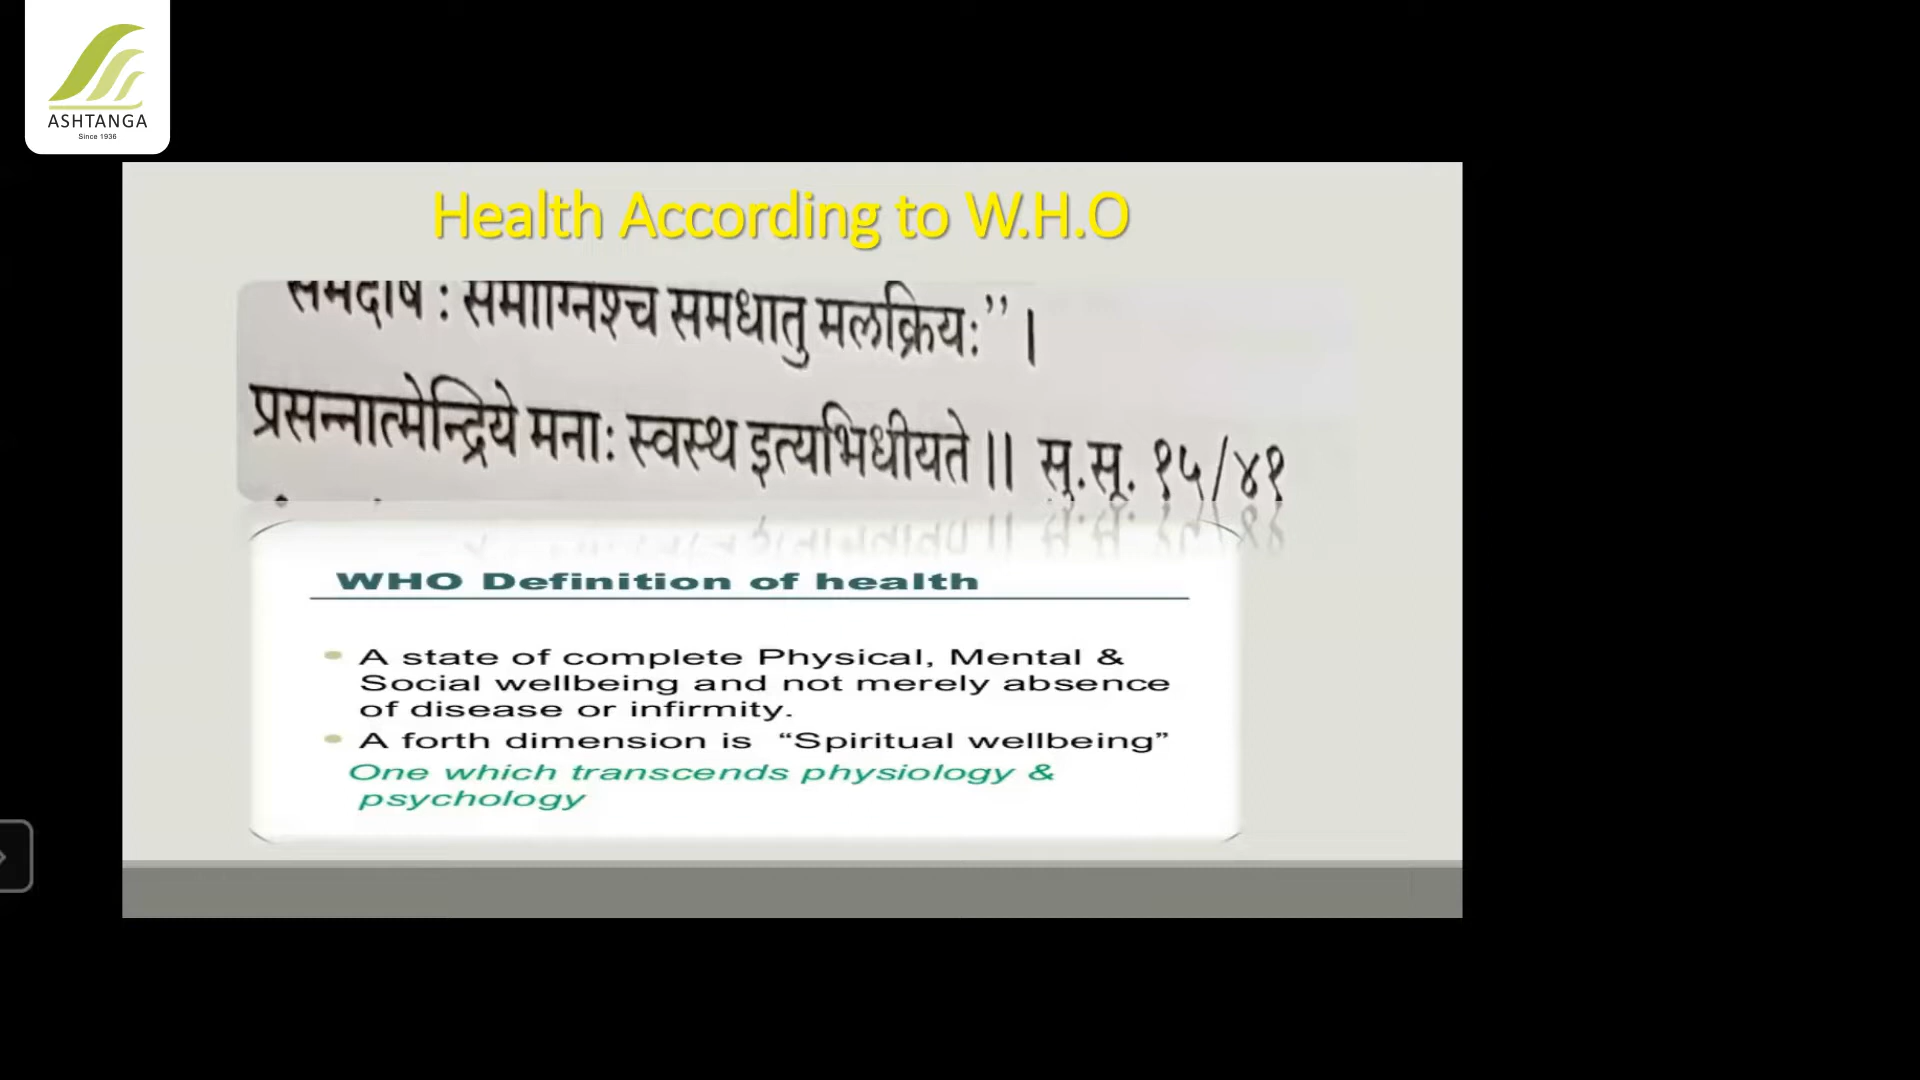 ASHTANGA
Since 1936
Health According to W.H.O
समदोष : समाग्निश्च समधातु मलक्रियः” ।
प्रसन्नात्मेन्द्रिये मनाः स्वस्थ इत्यभिधीयते ।। सु.सू. १५/४१
WHO Definition of health
A state of complete Physical, Mental &
Social wellbeing and not merely absence
of disease or infirmity.
A forth dimension is “Spiritual wellbeing”
One which transcends physiology &
psychology